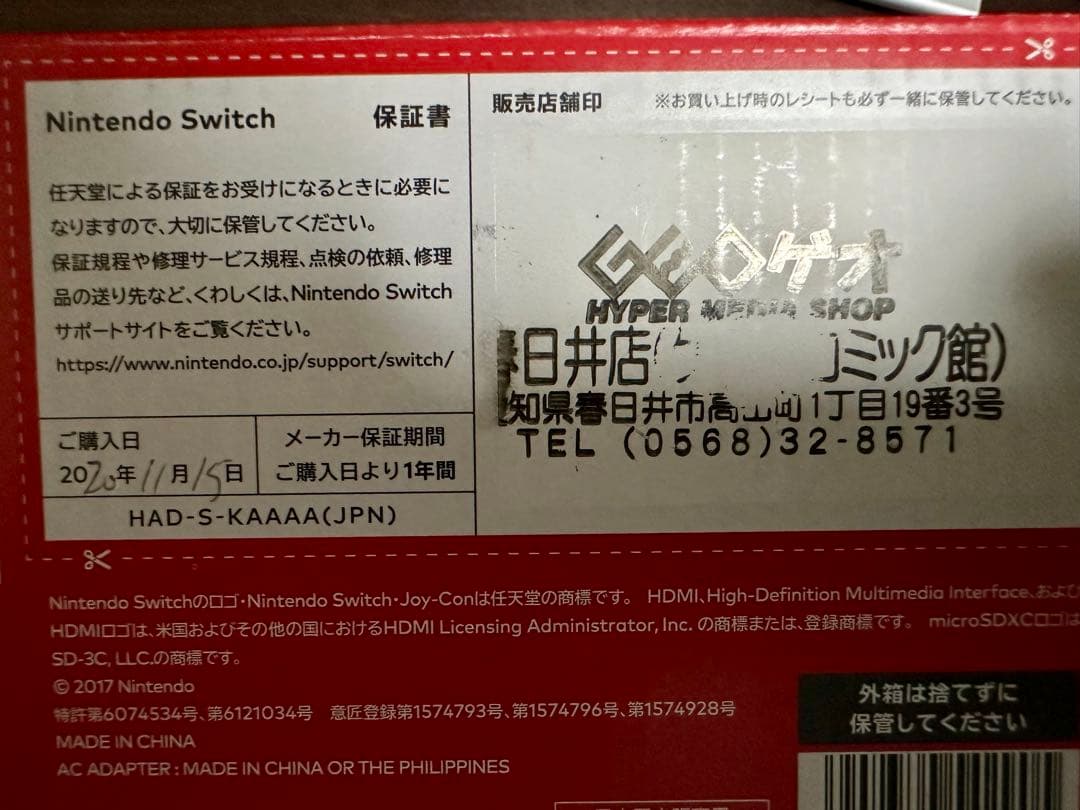 Nintendo Switch 保証書
任天堂による保証をお受けになるときに必要に
なりますので、大切に保管してください。
保証規程や修理サービス規程、点検の依頼、修理
品の送り先など、くわしくは、Nintendo Switch
サポートサイトをご覧ください。
https://www.nintendo.co.jp/support/switch/
ご購入日
2020年11月15日
メーカー保証期間
ご購入日より1年間
HAD-S-KAAAA(JPN)
販売店舗印 ※お買い上げ時のレシートも必ず一緒に保管してください。
GEOゲオ
HYPER MEDIA SHOP
春日井店( ミック館)
知県春日井市高山町1丁目19番3号
TEL (0568)32-8571
Nintendo Switchのロゴ・Nintendo Switch・Joy-Conは任天堂の商標です。 HDMI、High-Definition Multimedia Interface、およ
HDMIロゴは、米国およびその他の国におけるHDMI Licensing Administrator, Inc. の商標または、登録商標です。 microSDXCロゴは
SD-3C, LLC.の商標です。
© 2017 Nintendo
特許第6074534号、第6121034号 意匠登録第1574793号、第1574796号、第1574928号
MADE IN CHINA
AC ADAPTER : MADE IN CHINA OR THE PHILIPPINES
外箱は捨てずに
保管してください